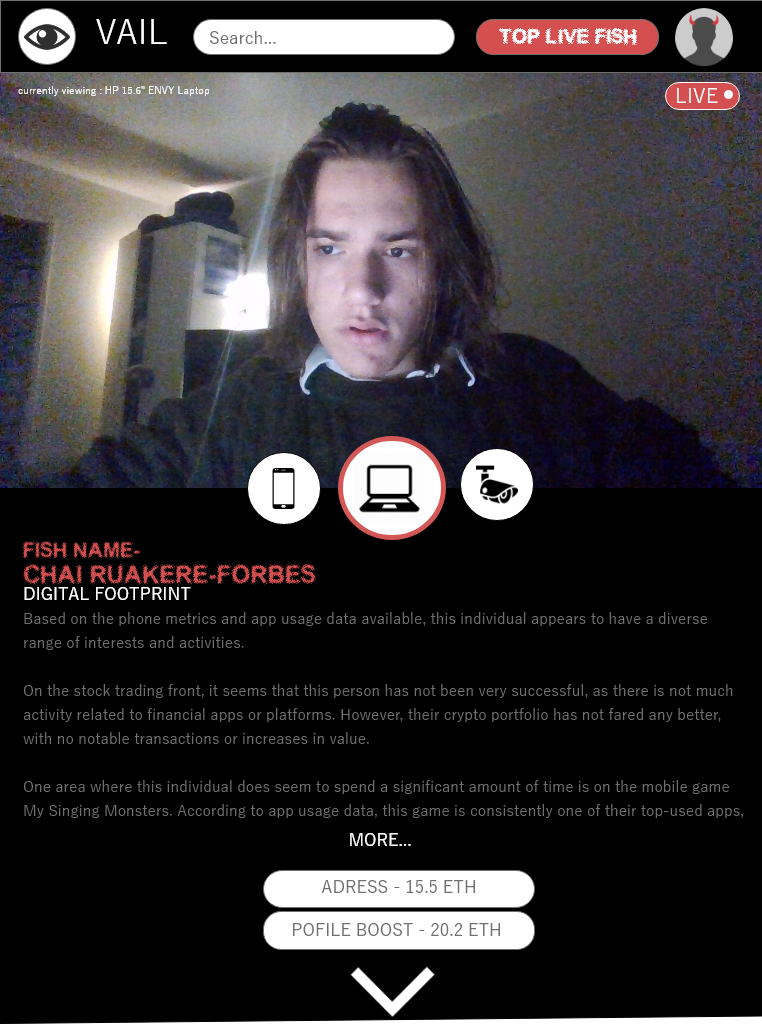 VAIL
Search...
TOP LIVE FISH
currently viewing : HP 15.6" ENVY Laptop
LIVE
FISH NAME-
CHAI RUAKERE-FORBES
DIGITAL FOOTPRINT
Based on the phone metrics and app usage data available, this individual appears to have a diverse
range of interests and activities.
On the stock trading front, it seems that this person has not been very successful, as there is not much
activity related to financial apps or platforms. However, their crypto portfolio has not fared any better,
with no notable transactions or increases in value.
One area where this individual does seem to spend a significant amount of time is on the mobile game
My Singing Monsters. According to app usage data, this game is consistently one of their top-used apps,
MORE...
ADRESS - 15.5 ETH
POFILE BOOST - 20.2 ETH